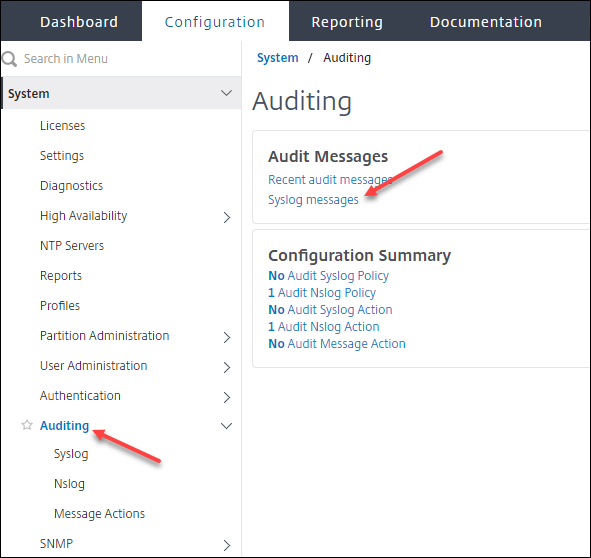 Dashboard Configuration Reporting Documentation
Search in Menu
System
Licenses
Settings
Diagnostics
High Availability
NTP Servers
Reports
Profiles
Partition Administration
User Administration
Authentication
Auditing
Syslog
Nslog
Message Actions
SNMP
System / Auditing
Auditing
Audit Messages
Recent audit messages
Syslog messages
Configuration Summary
No Audit Syslog Policy
1 Audit Nslog Policy
No Audit Syslog Action
1 Audit Nslog Action
No Audit Message Action